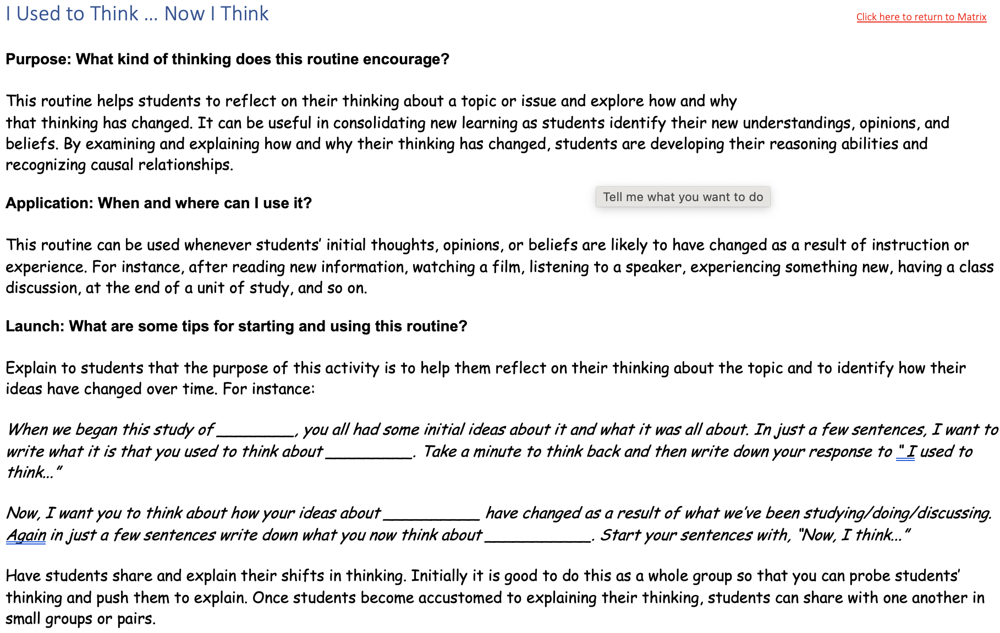 I Used to Think ... Now I Think
Click here to return to Matrix
Purpose: What kind of thinking does this routine encourage?
This routine helps students to reflect on their thinking about a topic or issue and explore how and why
that thinking has changed. It can be useful in consolidating new learning as students identify their new understandings, opinions, and
beliefs. By examining and explaining how and why their thinking has changed, students are developing their reasoning abilities and
recognizing causal relationships.
Tell me what you want to do
Application: When and where can I use it?
This routine can be used whenever students’ initial thoughts, opinions, or beliefs are likely to have changed as a result of instruction or
experience. For instance, after reading new information, watching a film, listening to a speaker, experiencing something new, having a class
discussion, at the end of a unit of study, and so on.
Launch: What are some tips for starting and using this routine?
Explain to students that the purpose of this activity is to help them reflect on their thinking about the topic and to identify how their
ideas have changed over time. For instance:
When we began this study of ________, you all had some initial ideas about it and what it was all about. In just a few sentences, I want to
write what it is that you used to think about _________. Take a minute to think back and then write down your response to " I used to
think…”
Now, I want you to think about how your ideas about __________ have changed as a result of what we’ve been studying/doing/discussing.
Again in just a few sentences write down what you now think about ___________. Start your sentences with, "Now, I think…”
Have students share and explain their shifts in thinking. Initially it is good to do this as a whole group so that you can probe students’
thinking and push them to explain. Once students become accustomed to explaining their thinking, students can share with one another in
small groups or pairs.